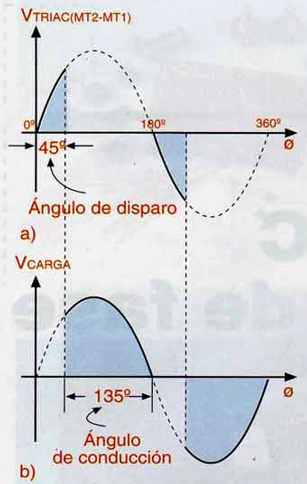 VTRIAC(MT2-MT1)
0º
180º
360º
ø
45º
Ángulo de disparo
a)
VCARGA
ø
135º
Ángulo
de conducción
b)